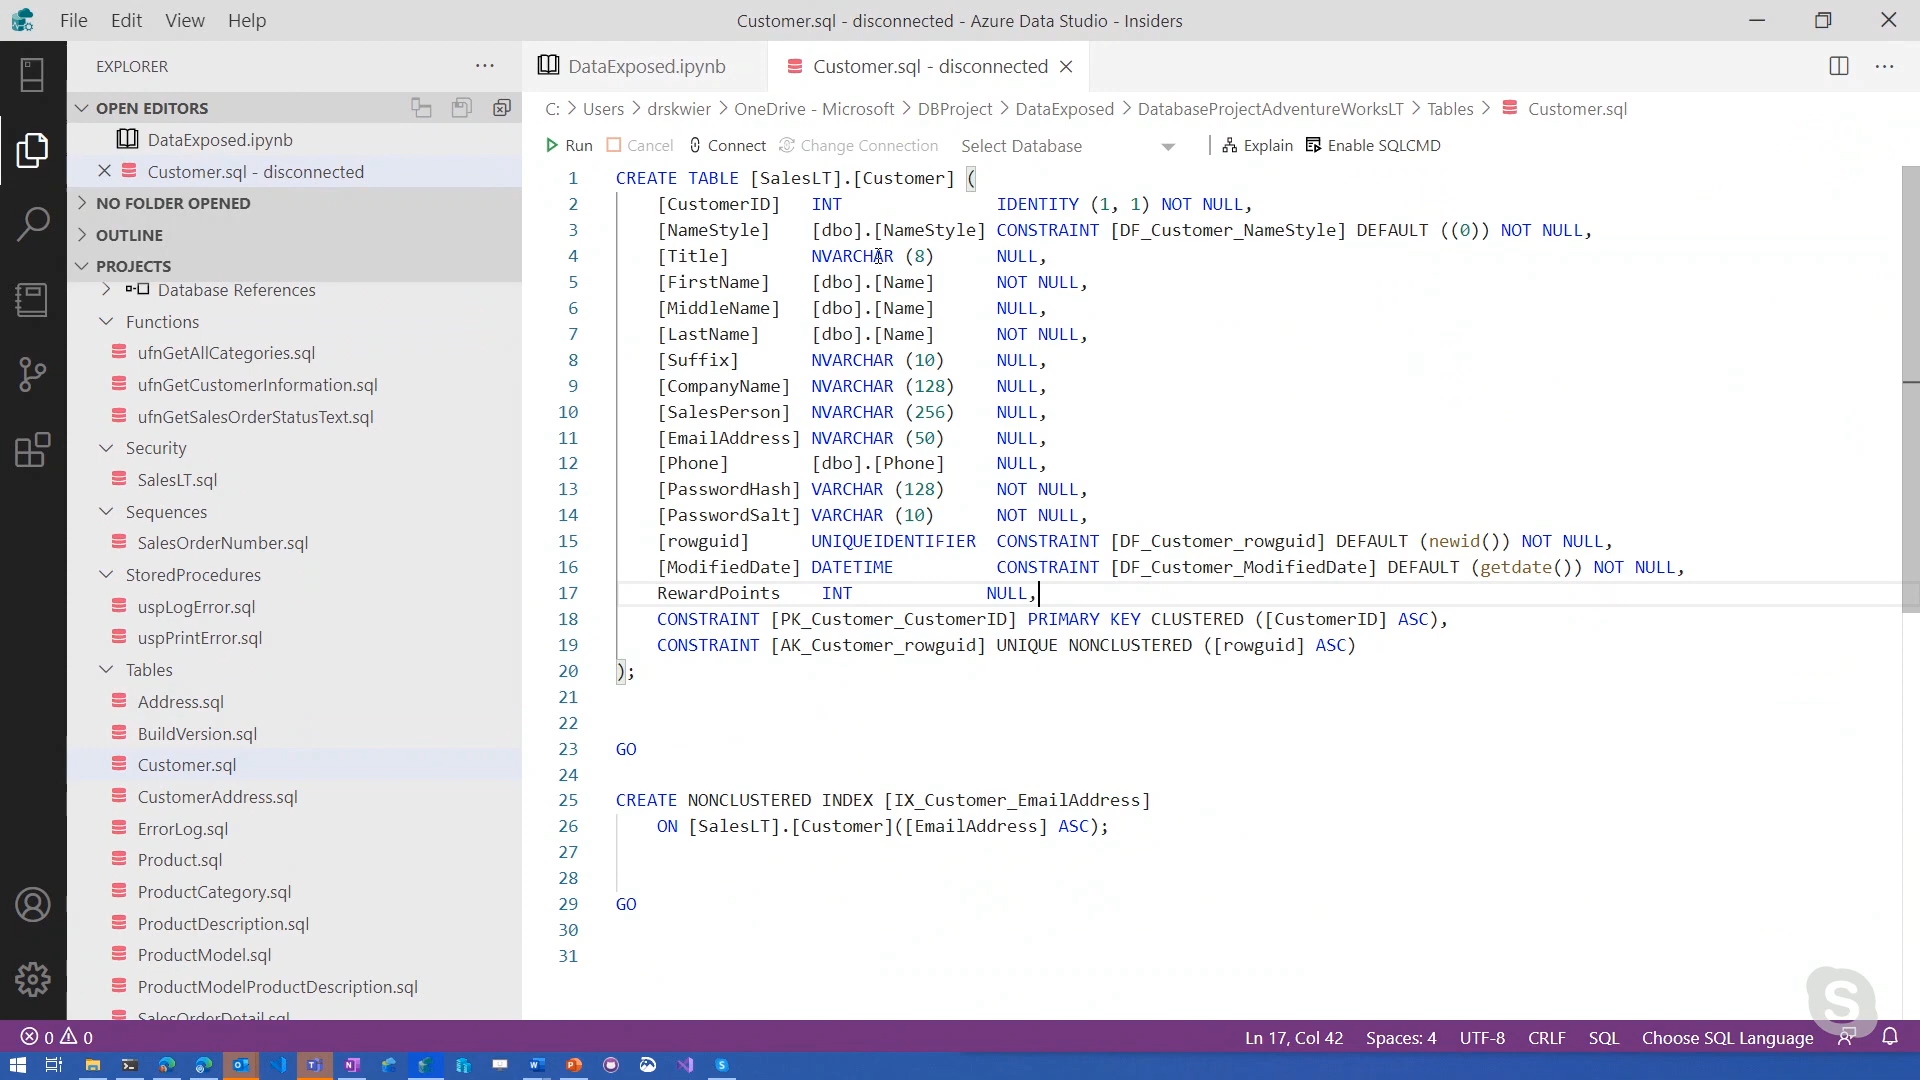 File Edit View Help
Customer.sql - disconnected - Azure Data Studio - Insiders
EXPLORER
OPEN EDITORS
DataExposed.ipynb
Customer.sql - disconnected
NO FOLDER OPENED
OUTLINE
PROJECTS
Database References
Functions
ufnGetAllCategories.sql
ufnGetCustomerInformation.sql
ufnGetSalesOrderStatusText.sql
Security
SalesLT.sql
Sequences
SalesOrderNumber.sql
StoredProcedures
uspLogError.sql
uspPrintError.sql
Tables
Address.sql
BuildVersion.sql
Customer.sql
CustomerAddress.sql
ErrorLog.sql
Product.sql
ProductCategory.sql
ProductDescription.sql
ProductModel.sql
ProductModelProductDescription.sql
SalesOrderDetail.sql
DataExposed.ipynb
Customer.sql - disconnected
C: > Users > drskwier > OneDrive - Microsoft > DBProject > DataExposed > DatabaseProjectAdventureWorksLT > Tables > Customer.sql
Run Cancel Connect Change Connection Select Database Explain Enable SQLCMD
1 CREATE TABLE [SalesLT].[Customer] (
2 [CustomerID] INT IDENTITY (1, 1) NOT NULL,
3 [NameStyle] [dbo].[NameStyle] CONSTRAINT [DF_Customer_NameStyle] DEFAULT ((0)) NOT NULL,
4 [Title] NVARCHAR (8) NULL,
5 [FirstName] [dbo].[Name] NOT NULL,
6 [MiddleName] [dbo].[Name] NULL,
7 [LastName] [dbo].[Name] NOT NULL,
8 [Suffix] NVARCHAR (10) NULL,
9 [CompanyName] NVARCHAR (128) NULL,
10 [SalesPerson] NVARCHAR (256) NULL,
11 [EmailAddress] NVARCHAR (50) NULL,
12 [Phone] [dbo].[Phone] NULL,
13 [PasswordHash] VARCHAR (128) NOT NULL,
14 [PasswordSalt] VARCHAR (10) NOT NULL,
15 [rowguid] UNIQUEIDENTIFIER CONSTRAINT [DF_Customer_rowguid] DEFAULT (newid()) NOT NULL,
16 [ModifiedDate] DATETIME CONSTRAINT [DF_Customer_ModifiedDate] DEFAULT (getdate()) NOT NULL,
17 RewardPoints INT NULL,
18 CONSTRAINT [PK_Customer_CustomerID] PRIMARY KEY CLUSTERED ([CustomerID] ASC),
19 CONSTRAINT [AK_Customer_rowguid] UNIQUE NONCLUSTERED ([rowguid] ASC)
20 );
21
22
23 GO
24
25 CREATE NONCLUSTERED INDEX [IX_Customer_EmailAddress]
26 ON [SalesLT].[Customer]([EmailAddress] ASC);
27
28
29 GO
30
31
0 0
Ln 17, Col 42 Spaces: 4 UTF-8 CRLF SQL Choose SQL Language